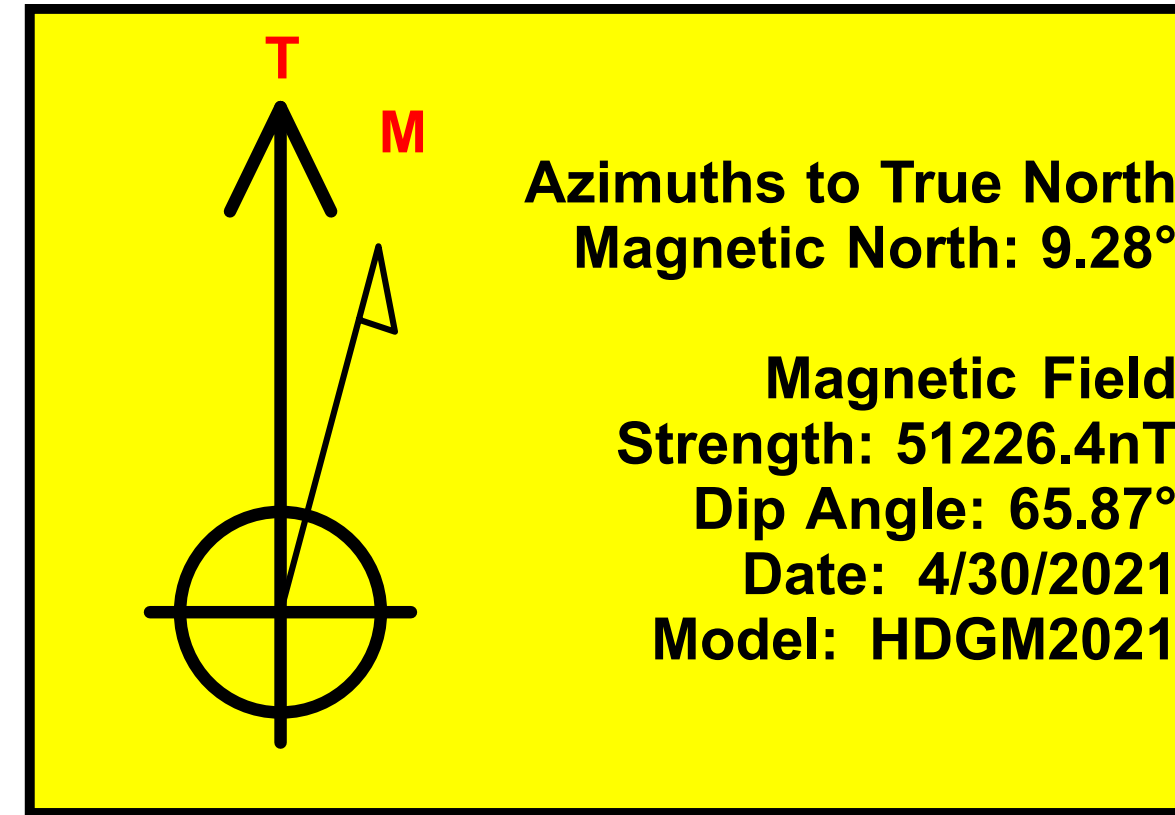 T
M
Azimuths to True North
Magnetic North: 9.28°
Magnetic Field
Strength: 51226.4nT
Dip Angle: 65.87°
Date: 4/30/2021
Model: HDGM2021